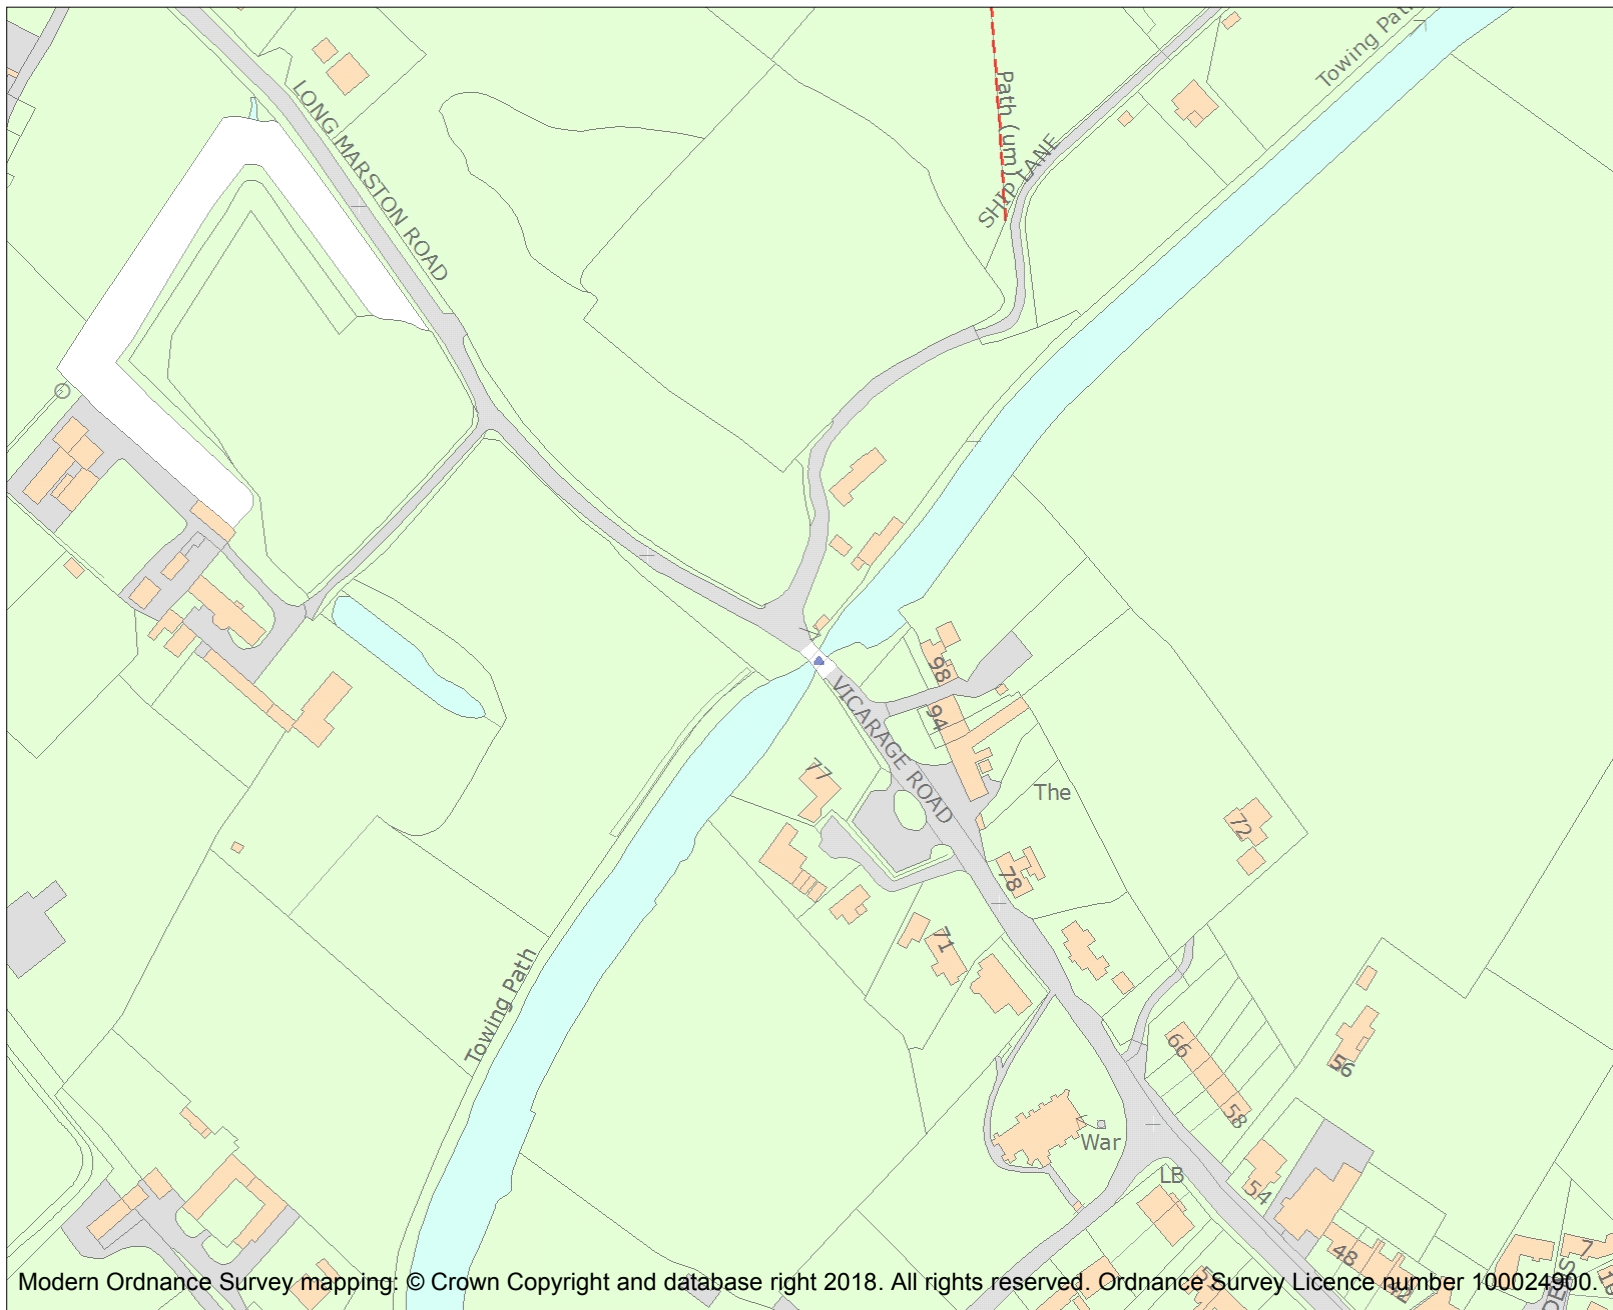 Towing Path
Path (um)
LONG MARSTON ROAD
SHIP LANE
98
94
VICARAGE ROAD
77
The
72
78
71
Towing Path
66
56
58
War
LB
54
48
7
42
Modern Ordnance Survey mapping: © Crown Copyright and database right 2018. All rights reserved. Ordnance Survey Licence number 100024900.